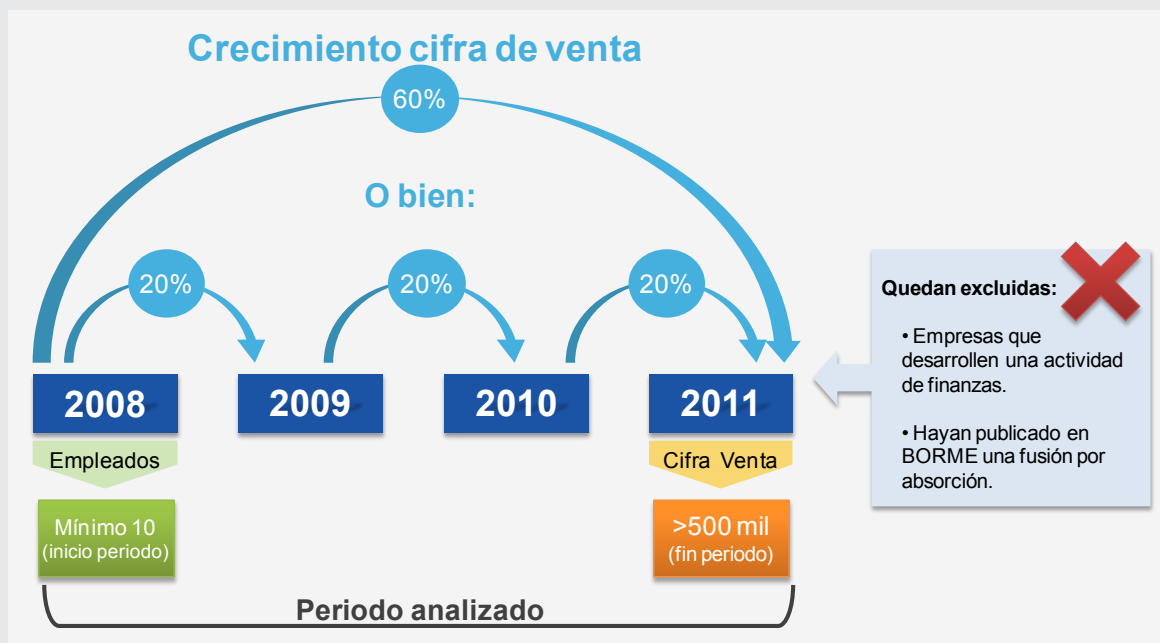 Crecimiento cifra de venta
60%
O bien:
20%
20%
20%
2008
2009
2010
2011
Empleados
Cifra Venta
Mínimo 10
(inicio periodo)
>500 mil
(fin periodo)
Periodo analizado
Quedan excluidas:
• Empresas que
desarrollen una actividad
de finanzas.
• Hayan publicado en
BORME una fusión por
absorción.